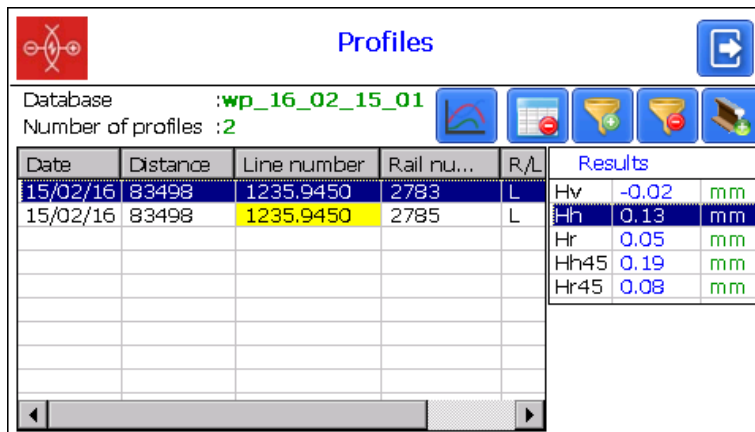 Profiles
Database :wp_16_02_15_01
Number of profiles :2
Date Distance Line number Rail nu... R/L
15/02/16 83498 1235.9450 2783 L
15/02/16 83498 1235.9450 2785 L
Results
Hv -0.02 mm
Hh 0.13 mm
Hr 0.05 mm
Hh45 0.19 mm
Hr45 0.08 mm